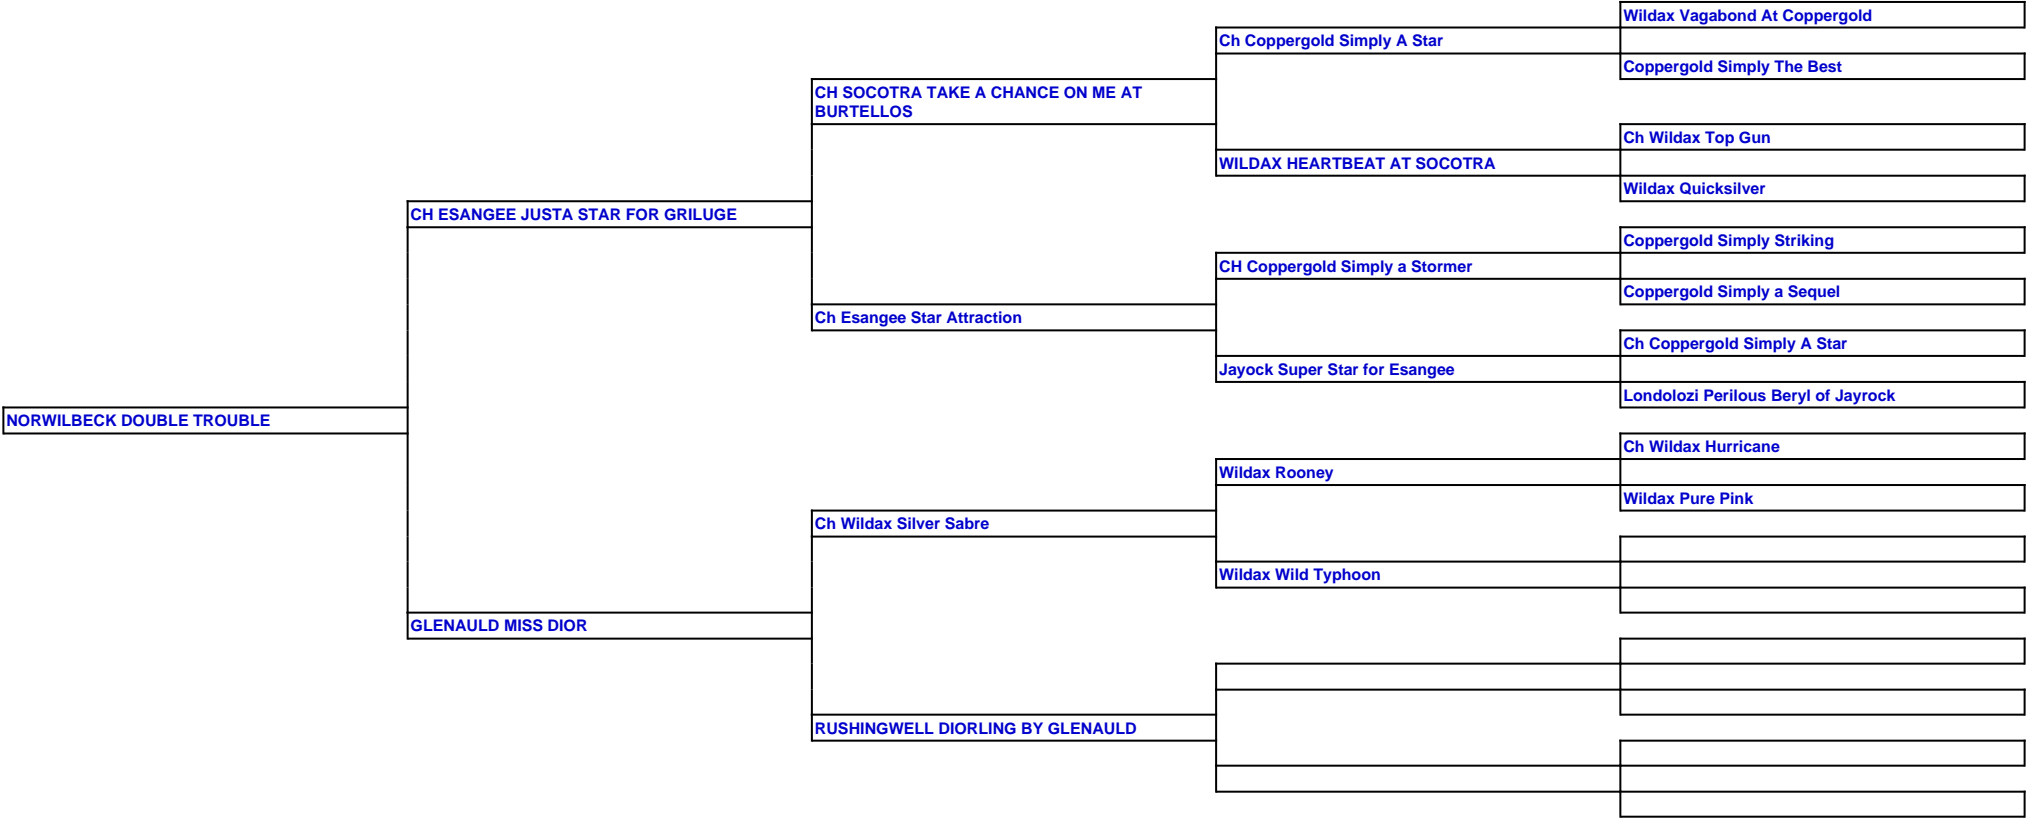 Wildax Vagabond At Coppergold
Ch Coppergold Simply A Star
Coppergold Simply The Best
CH SOCOTRA TAKE A CHANCE ON ME AT
BURTELLOS
Ch Wildax Top Gun
WILDAX HEARTBEAT AT SOCOTRA
Wildax Quicksilver
CH ESANGEE JUSTA STAR FOR GRILUGE
Coppergold Simply Striking
CH Coppergold Simply a Stormer
Coppergold Simply a Sequel
Ch Esangee Star Attraction
Ch Coppergold Simply A Star
Jayock Super Star for Esangee
Londolozi Perilous Beryl of Jayrock
NORWILBECK DOUBLE TROUBLE
Ch Wildax Hurricane
Wildax Rooney
Wildax Pure Pink
Ch Wildax Silver Sabre
Wildax Wild Typhoon
GLENAULD MISS DIOR
RUSHINGWELL DIORLING BY GLENAULD